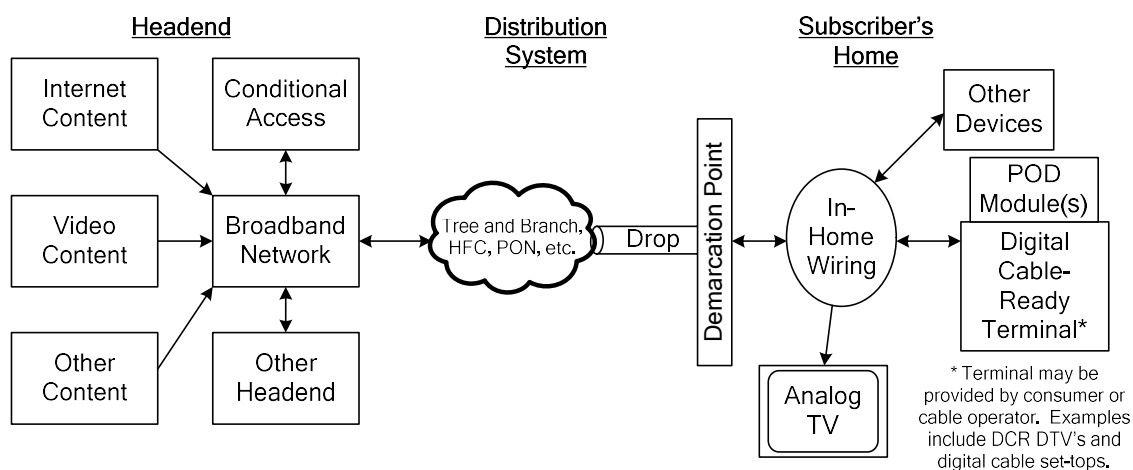 Headend
Distribution
System
Subscriber's
Home
Internet
Content
Conditional
Access
Video
Content
Broadband
Network
Other
Content
Other
Headend
Tree and Branch,
HFC, PON, etc.
Drop
Demarcation Point
In-
Home
Wiring
Other
Devices
POD
Module(s)
Digital
Cable-
Ready
Terminal*
Analog
TV
* Terminal may be
provided by consumer or
cable operator. Examples
include DCR DTV's and
digital cable set-tops.